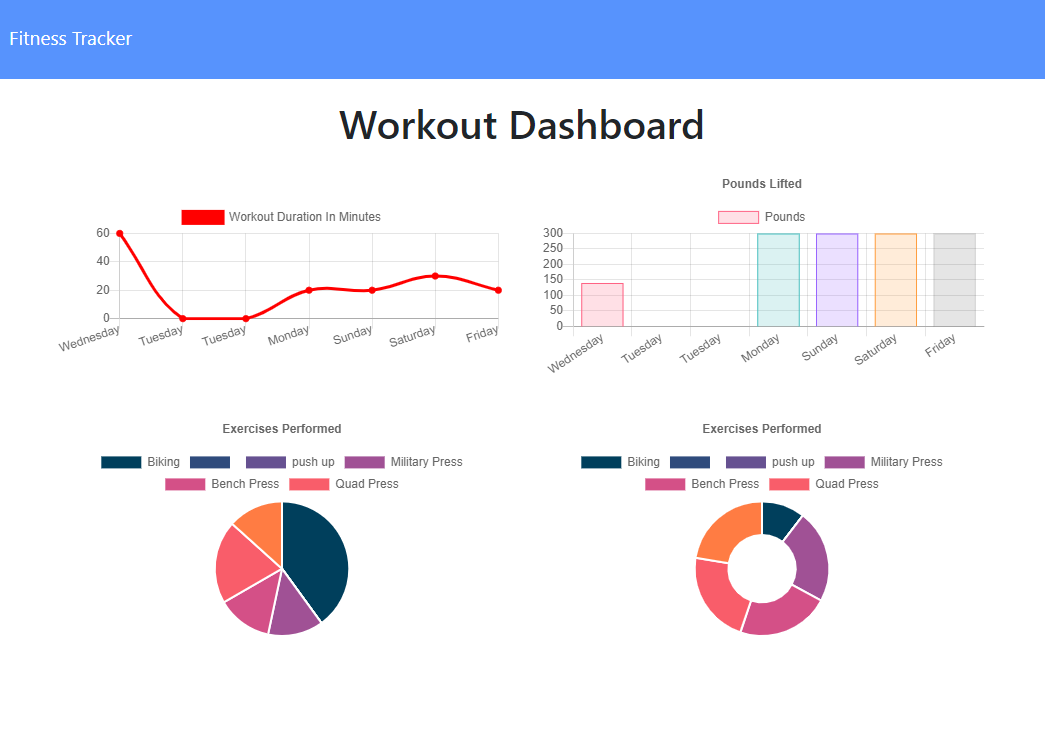 Fitness Tracker
Workout Dashboard
Workout Duration In Minutes
60
40
20
0
Wednesday Tuesday Tuesday Monday Sunday Saturday Friday
Pounds Lifted
Pounds
300
250
200
150
100
50
0
Wednesday Tuesday Tuesday Monday Sunday Saturday Friday
Exercises Performed
Biking push up Military Press
Bench Press Quad Press
Exercises Performed
Biking push up Military Press
Bench Press Quad Press